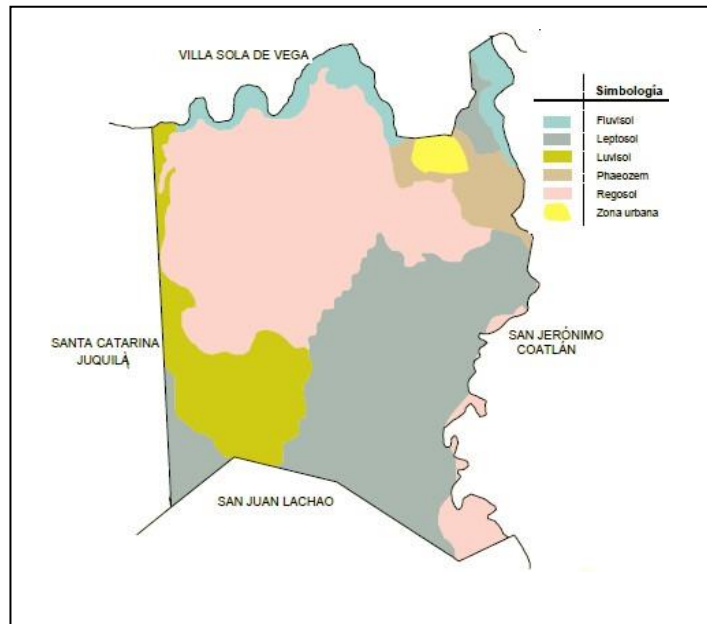 VILLA SOLA DE VEGA
Simbología
Fluvisol
Leptosol
Luvisol
Phaeozem
Regosol
Zona urbana
SANTA CATARINA
JUQUILÀ
SAN JERÓNIMO
COATLÁN
SAN JUAN LACHAO